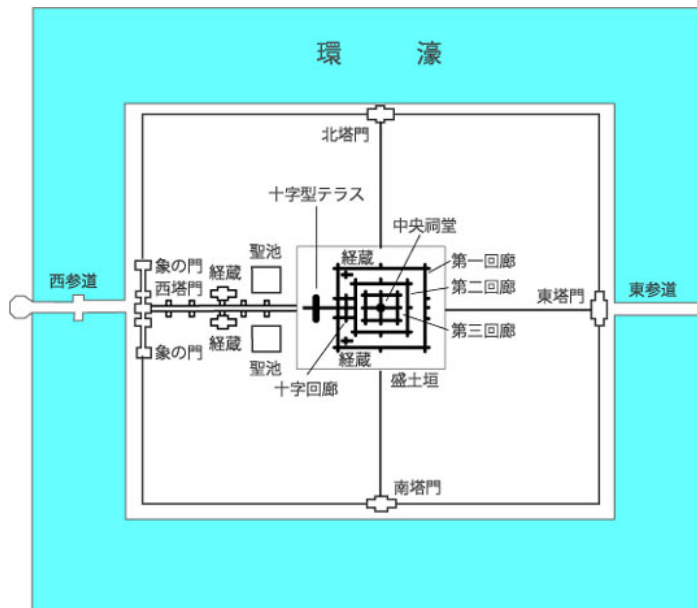 環 濠
北塔門
十字型テラス
中央祠堂
聖池
経蔵
象の門
経蔵
第一回廊
西参道
西塔門
第二回廊
東塔門
東参道
象の門
経蔵
聖池
経蔵
第三回廊
十字回廊
盛土垣
南塔門